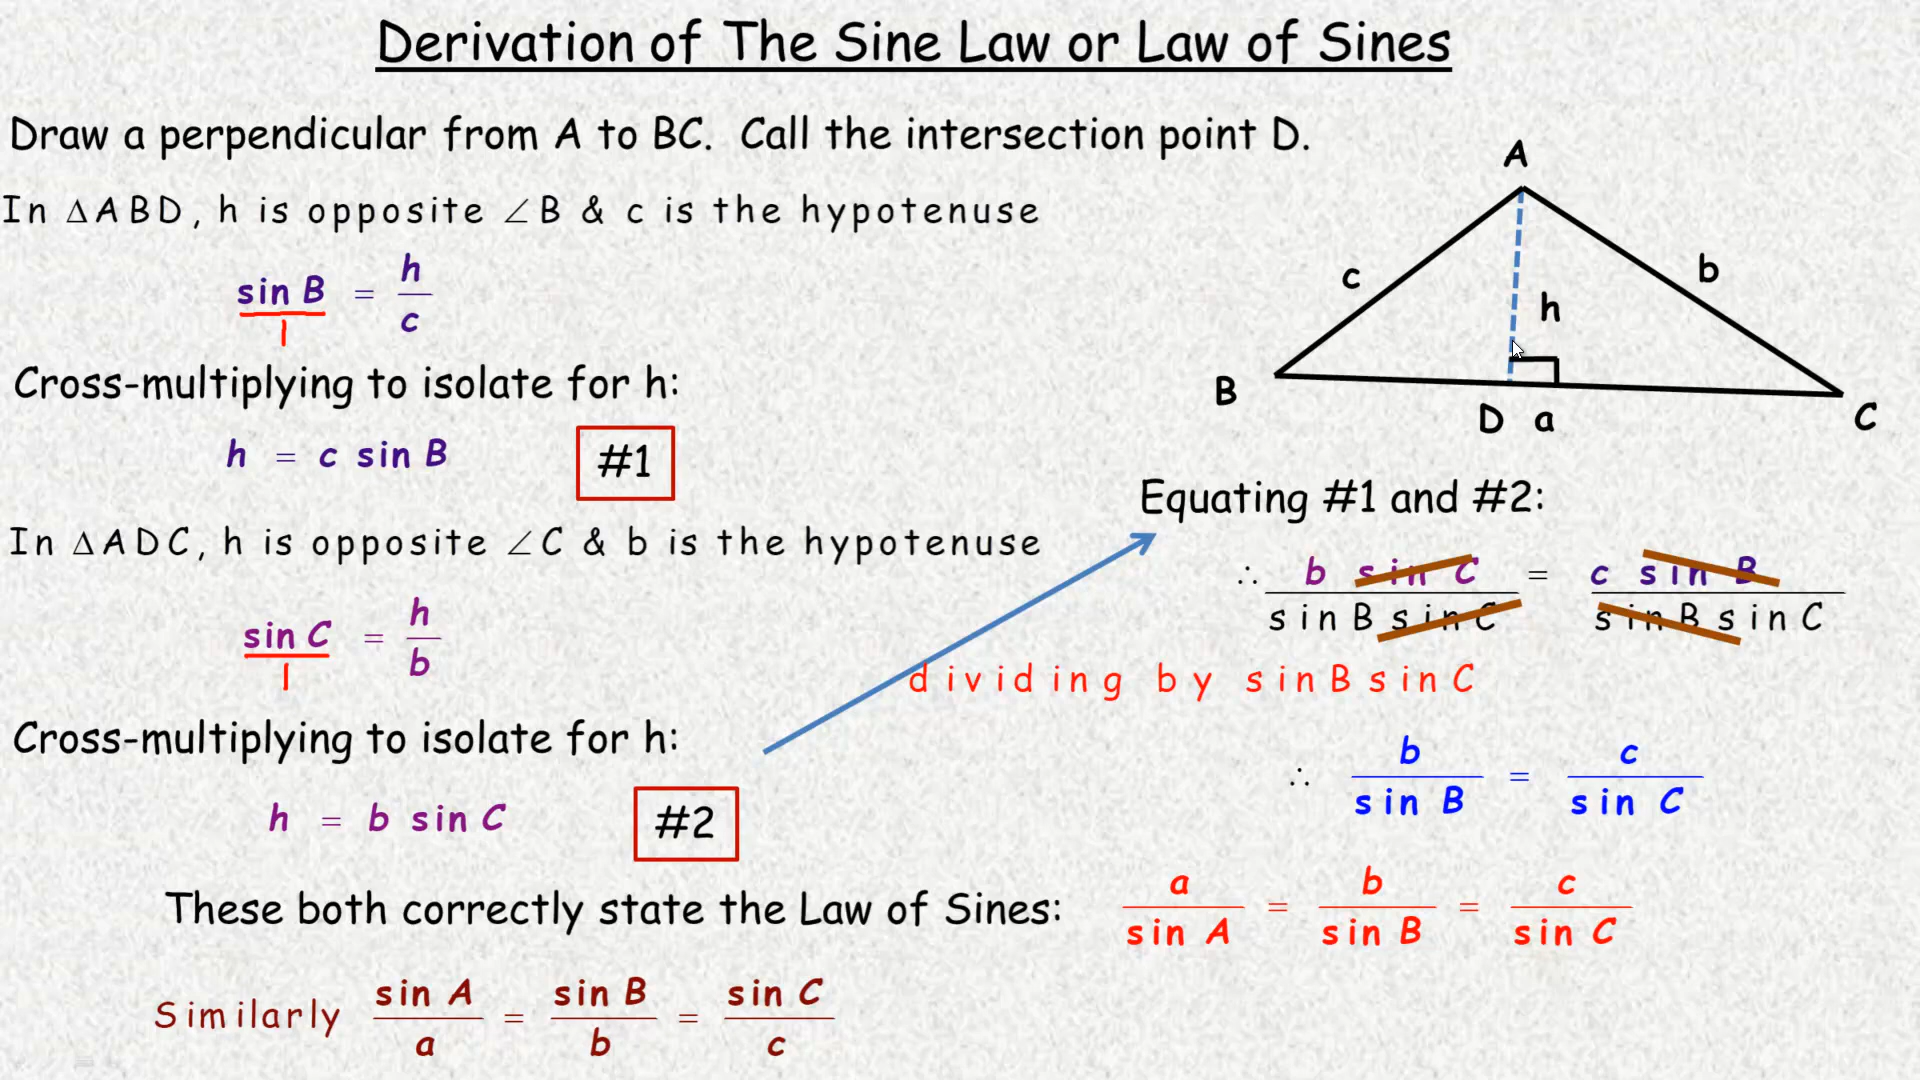 Derivation of The Sine Law or Law of Sines
Draw a perpendicular from A to BC. Call the intersection point D.
In ΔABD, h is opposite ∠B & c is the hypotenuse
sin B / 1 = h / c
Cross-multiplying to isolate for h:
h = c sin B #1
In ΔADC, h is opposite ∠C & b is the hypotenuse
sin C / 1 = h / b
Cross-multiplying to isolate for h:
h = b sin C #2
A
c
b
h
B
D a
C
Equating #1 and #2:
∴ b sin C / sin B sin C = c sin B / sin B sin C
dividing by sinBsinC
∴ b / sin B = c / sin C
These both correctly state the Law of Sines: a / sin A = b / sin B = c / sin C
Similarly sin A / a = sin B / b = sin C / c